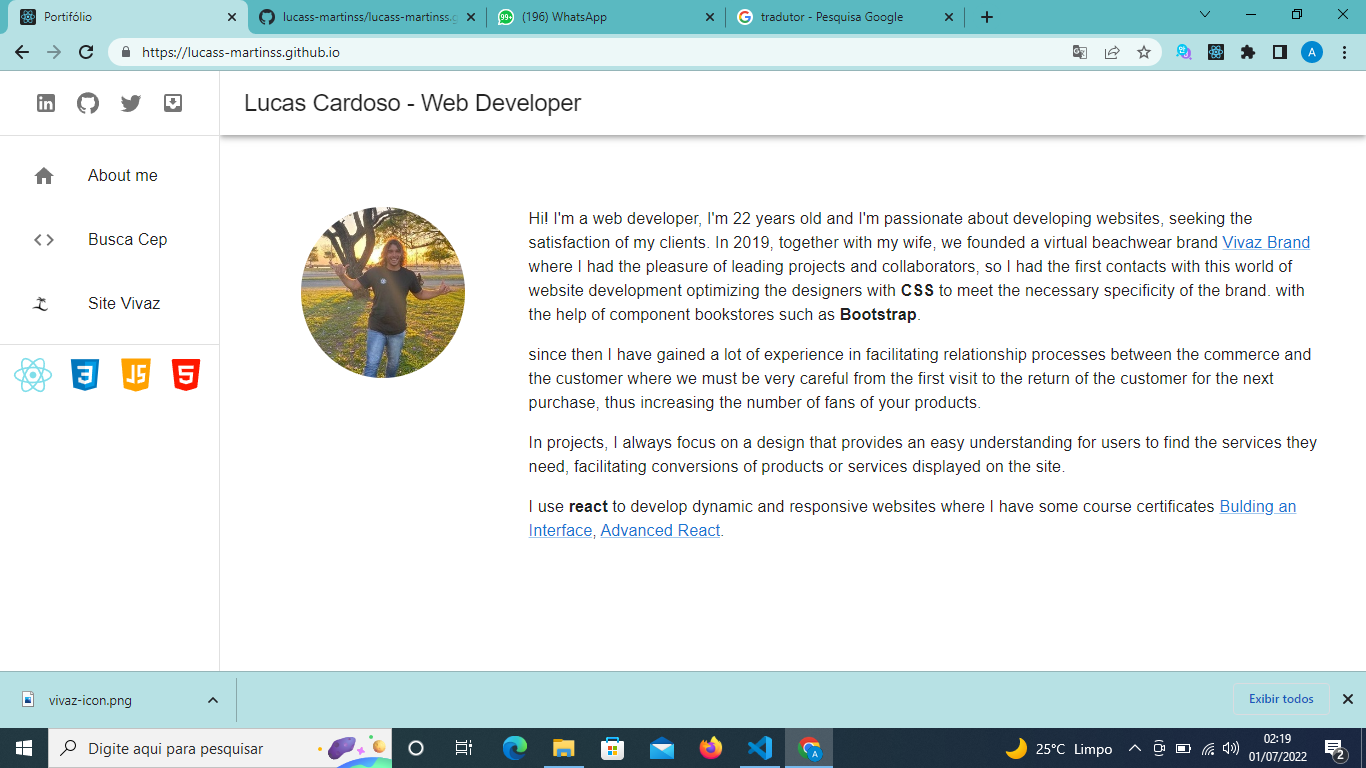 Portifólio
lucass-martinss/lucass-martinss.g
(196) WhatsApp
tradutor - Pesquisa Google
https://lucass-martinss.github.io
A
Lucas Cardoso - Web Developer
About me
Busca Cep
Site Vivaz
3
JS
5
Hi! I'm a web developer, I'm 22 years old and I'm passionate about developing websites, seeking the
satisfaction of my clients. In 2019, together with my wife, we founded a virtual beachwear brand Vivaz Brand
where I had the pleasure of leading projects and collaborators, so I had the first contacts with this world of
website development optimizing the designers with CSS to meet the necessary specificity of the brand. with
the help of component bookstores such as Bootstrap.
since then I have gained a lot of experience in facilitating relationship processes between the commerce and
the customer where we must be very careful from the first visit to the return of the customer for the next
purchase, thus increasing the number of fans of your products.
In projects, I always focus on a design that provides an easy understanding for users to find the services they
need, facilitating conversions of products or services displayed on the site.
I use react to develop dynamic and responsive websites where I have some course certificates Bulding an
Interface, Advanced React.
vivaz-icon.png
Exibir todos
Digite aqui para pesquisar
A
25°C Limpo
02:19
01/07/2022
2